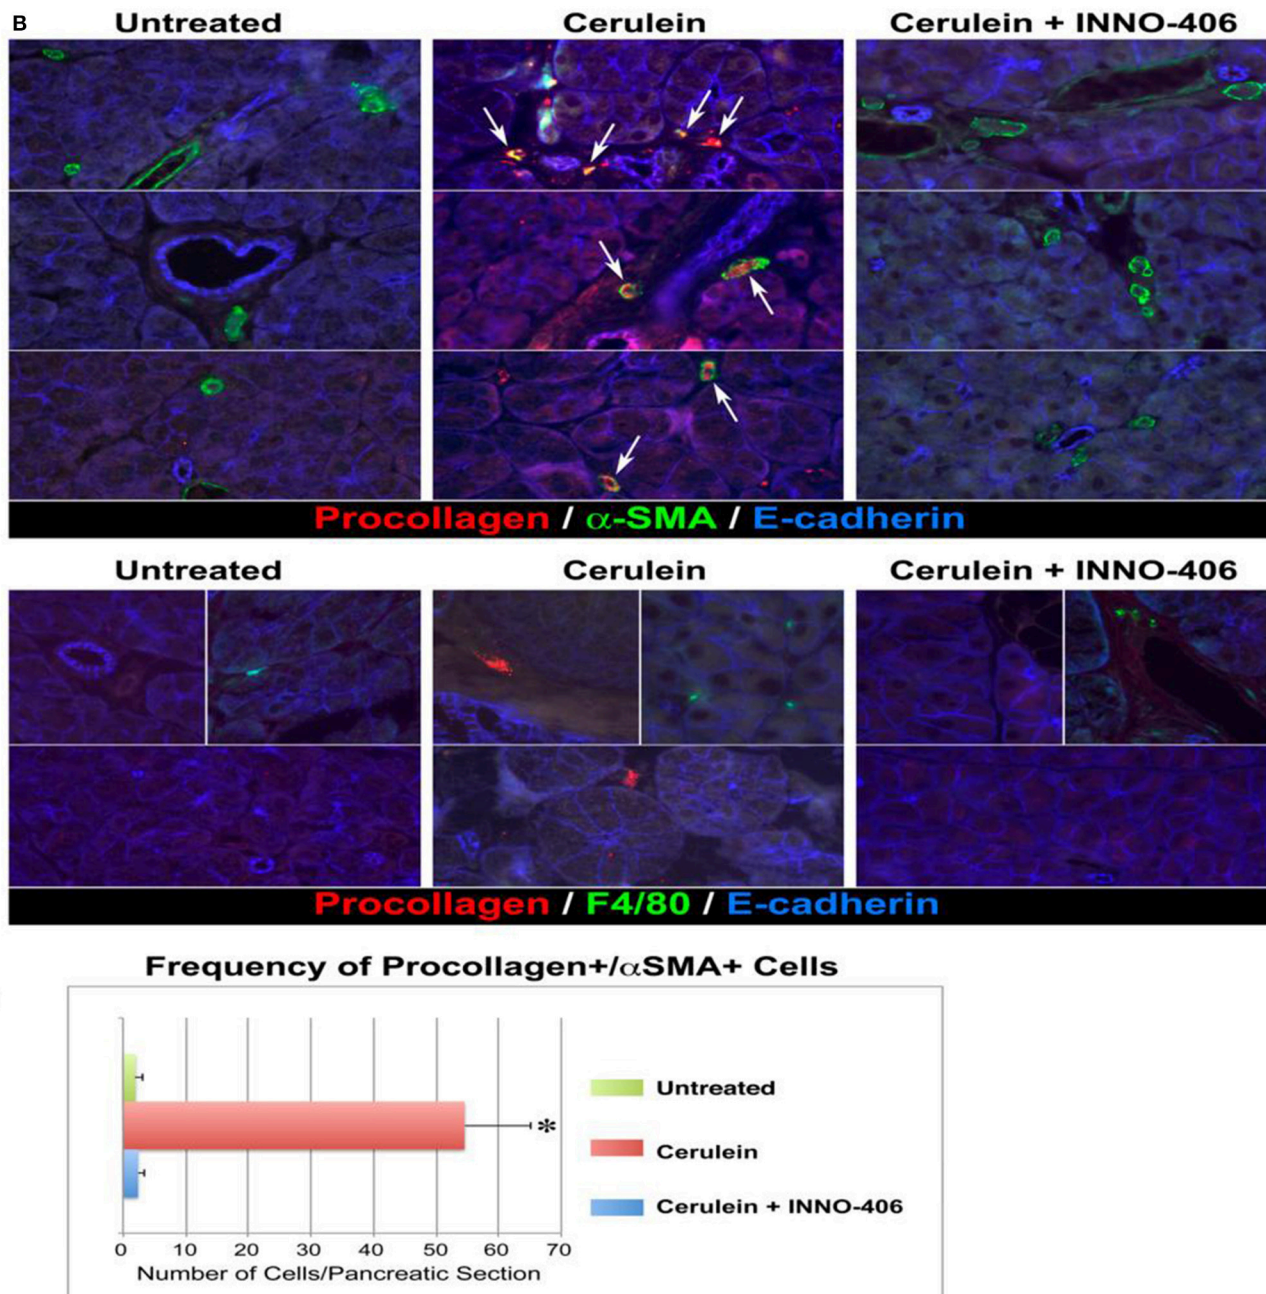 B
Untreated Cerulein Cerulein + INNO-406
Procollagen / α-SMA / E-cadherin
Untreated Cerulein Cerulein + INNO-406
Procollagen / F4/80 / E-cadherin
Frequency of Procollagen+/αSMA+ Cells
*
Untreated
Cerulein
Cerulein + INNO-406
0 10 20 30 40 50 60 70
Number of Cells/Pancreatic Section